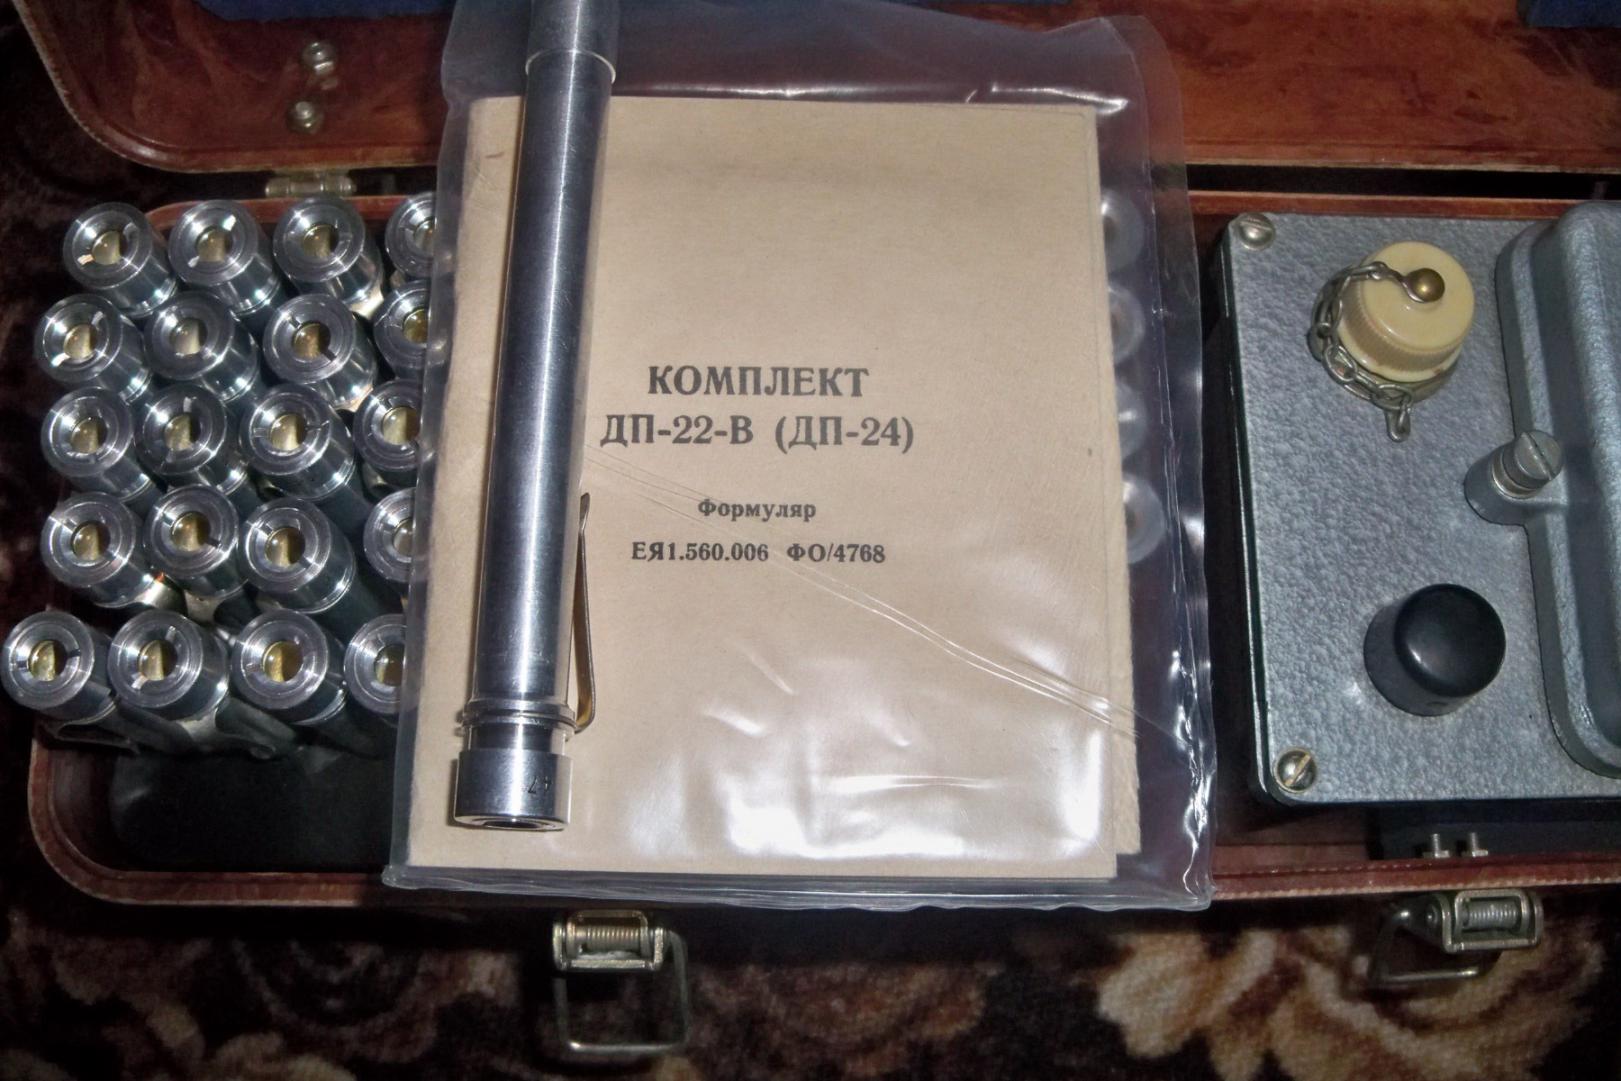 КОМПЛЕКТ
ДП-22-В (ДП-24)
Формуляр
ЕЯ1.560.006 ФО/4768